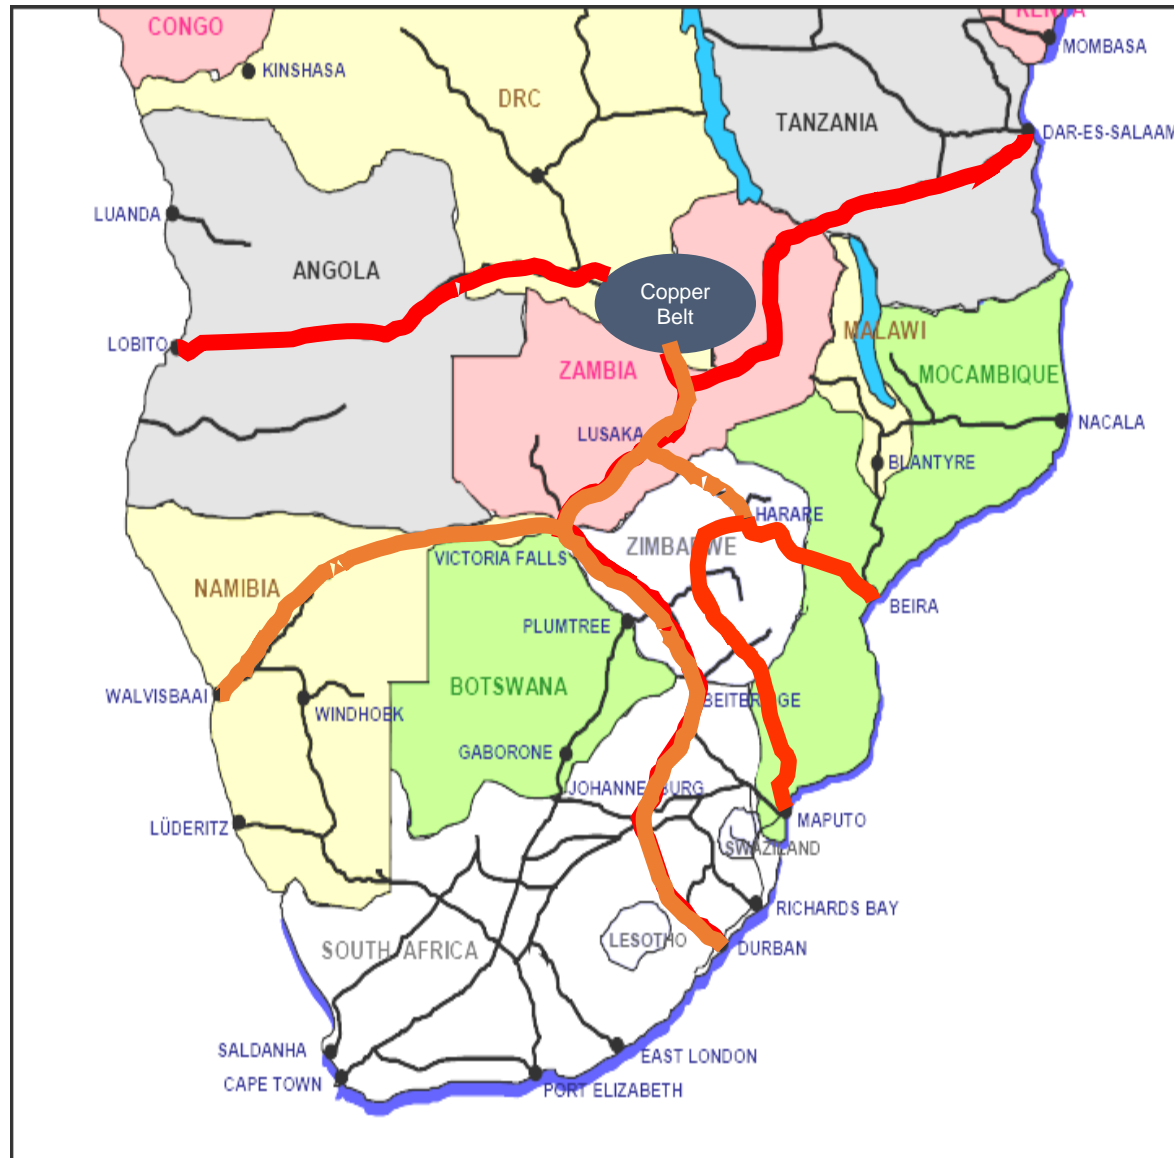 CONGO
KENYA
MOMBASA
KINSHASA
DRC
TANZANIA
DAR-ES-SALAAM
LUANDA
ANGOLA
Copper
Belt
LOBITO
MALAWI
ZAMBIA
MOCAMBIQUE
NACALA
LUSAKA
BLANTYRE
HARARE
ZIMBABWE
VICTORIA FALLS
NAMIBIA
BEIRA
PLUMTREE
BOTSWANA
WALVISBAAI
BEITBRIDGE
WINDHOEK
GABORONE
JOHANNESBURG
LÜDERITZ
MAPUTO
SWAZILAND
RICHARDS BAY
LESOTHO
SOUTH AFRICA
DURBAN
SALDANHA
EAST LONDON
CAPE TOWN
PORT ELIZABETH